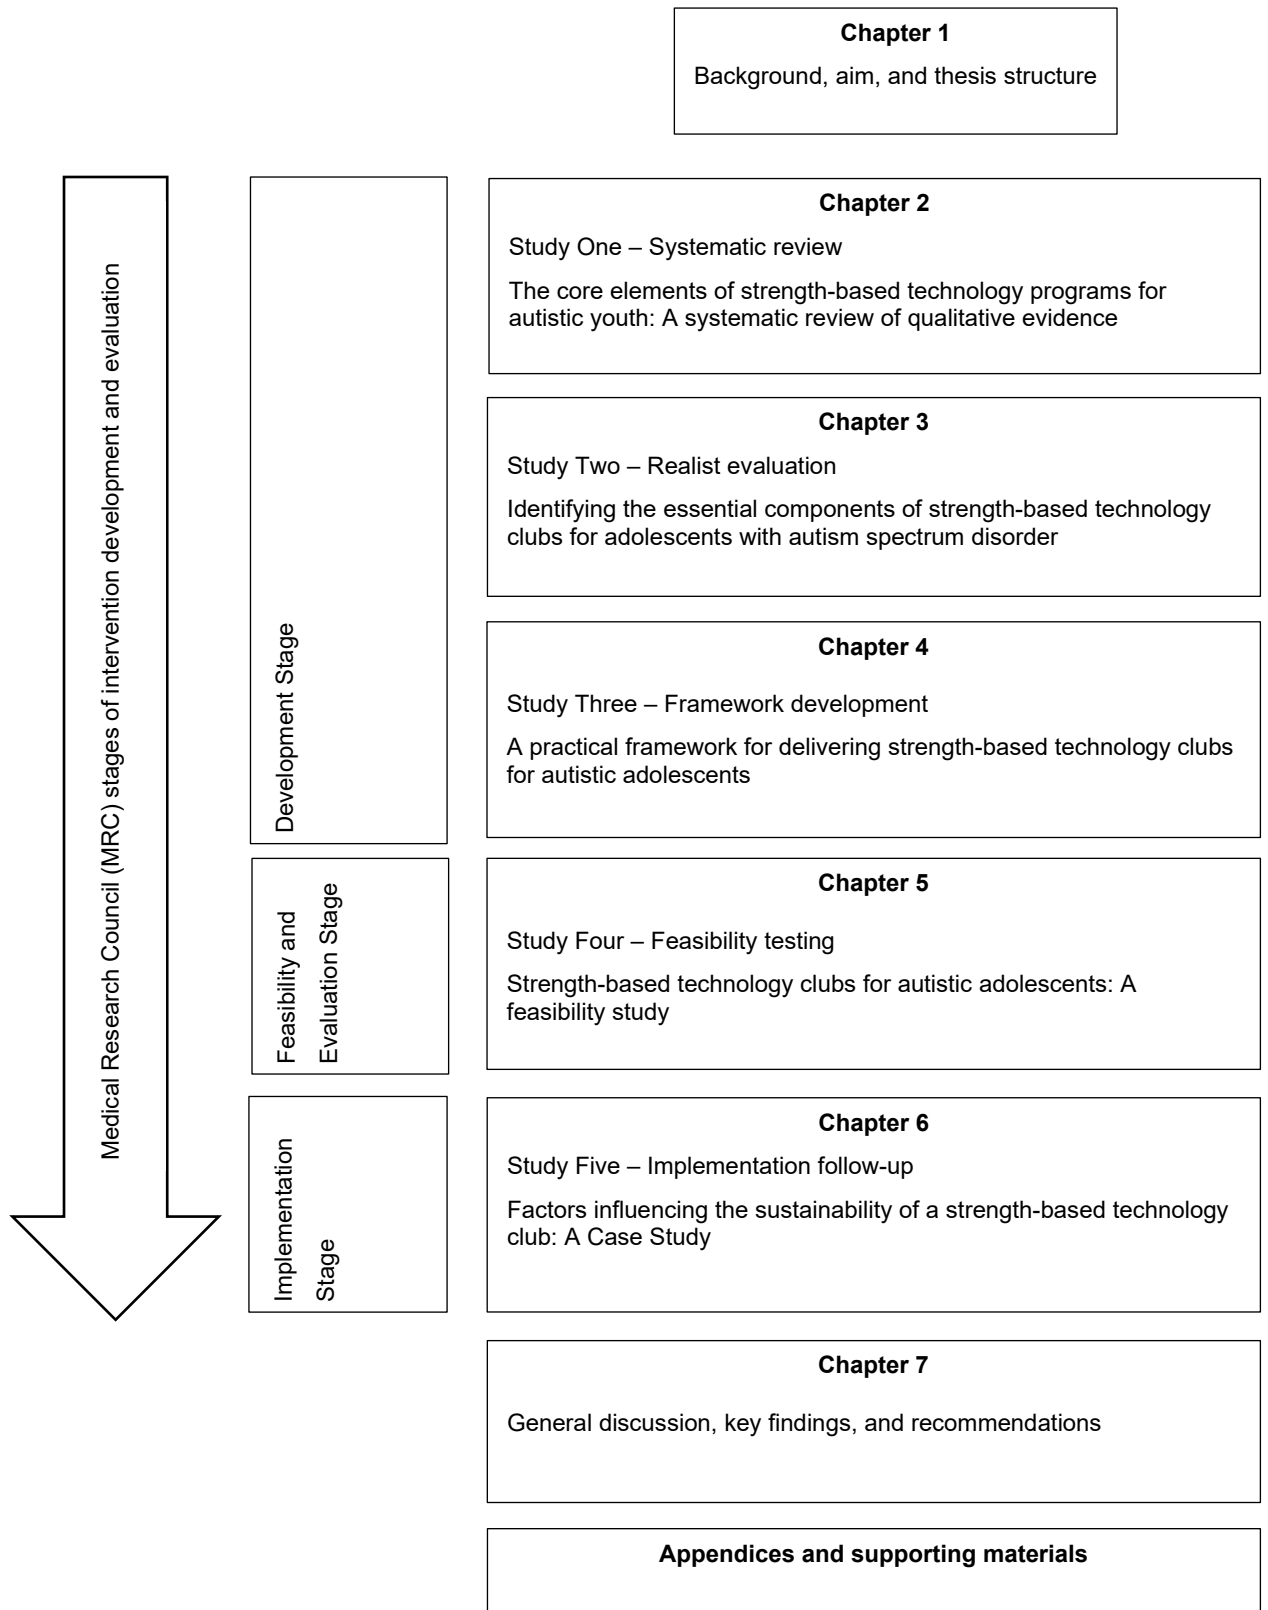 Chapter 1
Background, aim, and thesis structure
Medical Research Council (MRC) stages of intervention development and evaluation
Development Stage
Chapter 2
Study One – Systematic review
The core elements of strength-based technology programs for
autistic youth: A systematic review of qualitative evidence
Chapter 3
Study Two – Realist evaluation
Identifying the essential components of strength-based technology
clubs for adolescents with autism spectrum disorder
Chapter 4
Study Three – Framework development
A practical framework for delivering strength-based technology clubs
for autistic adolescents
Feasibility and
Evaluation Stage
Chapter 5
Study Four – Feasibility testing
Strength-based technology clubs for autistic adolescents: A
feasibility study
Implementation
Stage
Chapter 6
Study Five – Implementation follow-up
Factors influencing the sustainability of a strength-based technology
club: A Case Study
Chapter 7
General discussion, key findings, and recommendations
Appendices and supporting materials